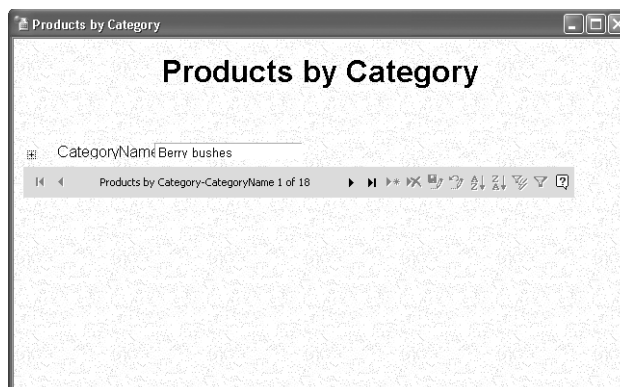 Products by Category
Products by Category
CategoryName Berry bushes
Products by Category-CategoryName 1 of 18